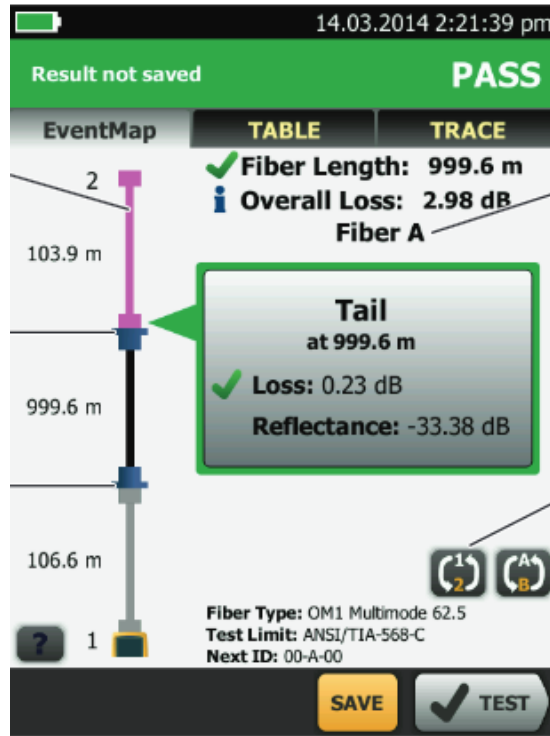 14.03.2014 2:21:39 pm
Result not saved PASS
EventMap TABLE TRACE
2
Fiber Length: 999.6 m
i Overall Loss: 2.98 dB
Fiber A
103.9 m
Tail
at 999.6 m
Loss: 0.23 dB
Reflectance: -33.38 dB
999.6 m
106.6 m
1 2
A B
Fiber Type: OM1 Multimode 62.5
Test Limit: ANSI/TIA-568-C
Next ID: 00-A-00
? 1
SAVE TEST